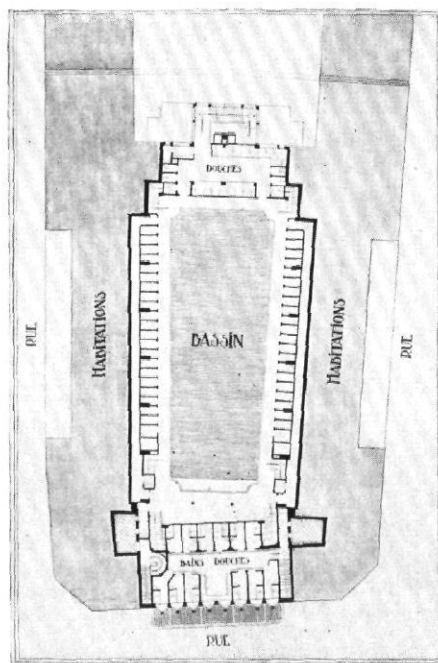 DOUCHES
RUE
HABITATIONS
BASSIN
HABITATIONS
RUE
BAINS DOUCHES
RUE